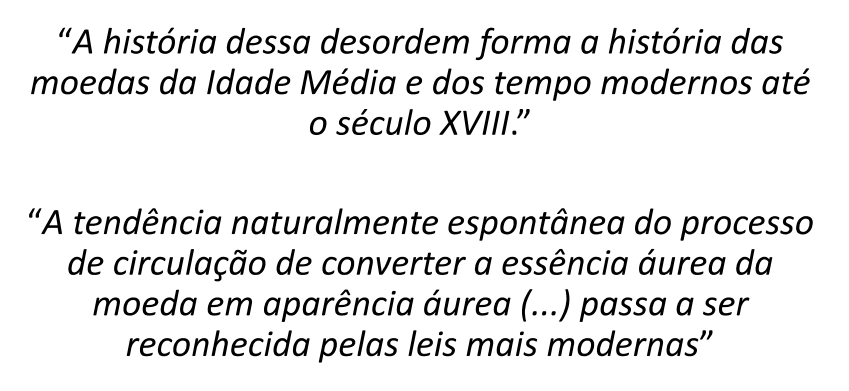 “A história dessa desordem forma a história das
moedas da Idade Média e dos tempo modernos até
o século XVIII.”
“A tendência naturalmente espontânea do processo
de circulação de converter a essência áurea da
moeda em aparência áurea (...) passa a ser
reconhecida pelas leis mais modernas”